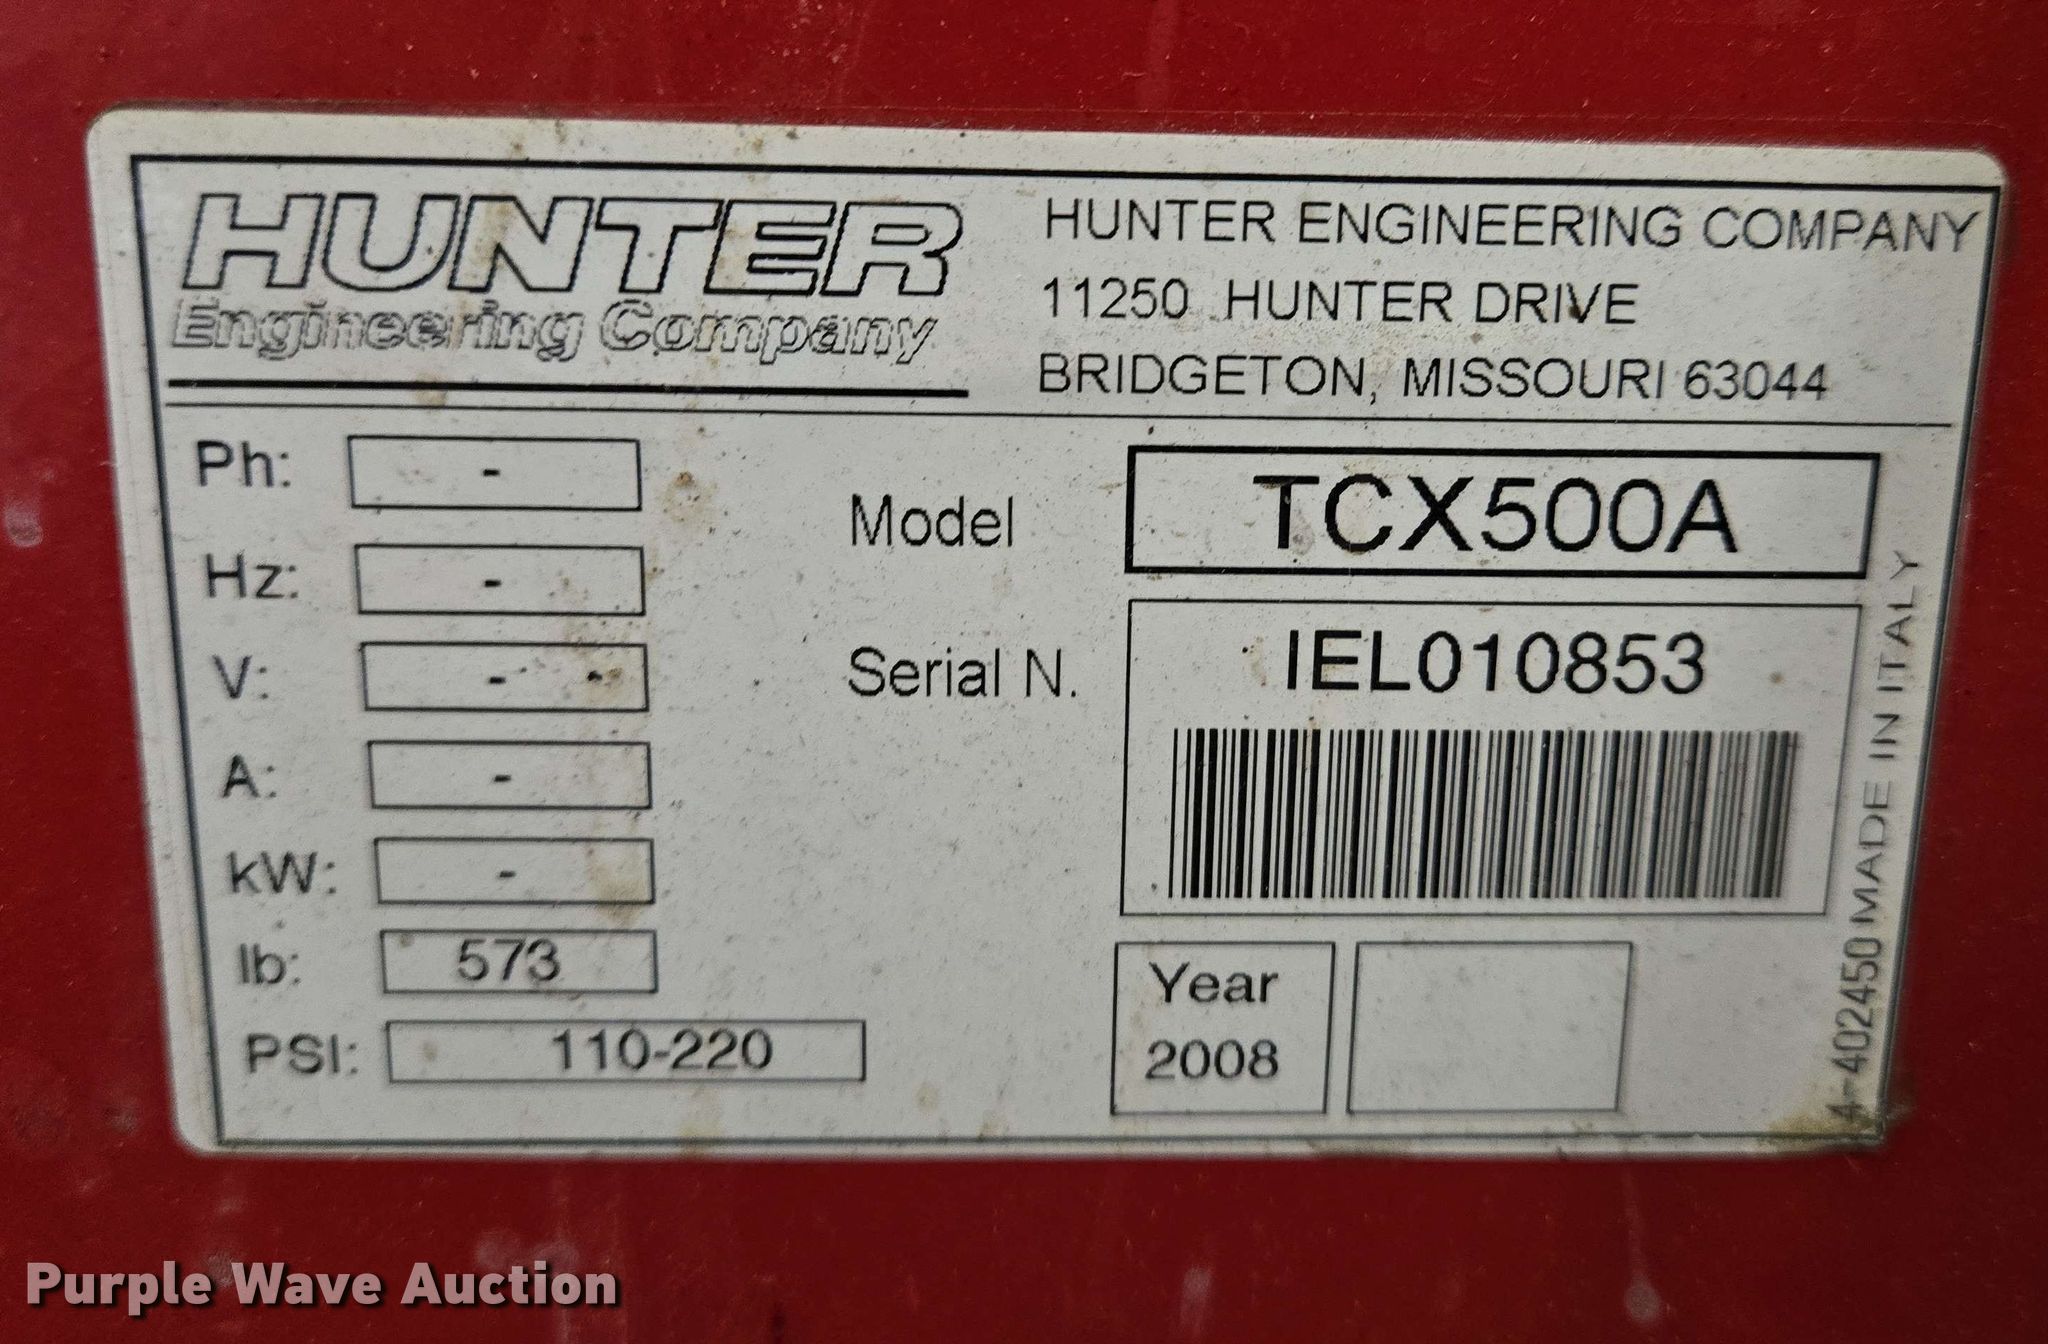 HUNTER
Engineering Company
HUNTER ENGINEERING COMPANY
11250 HUNTER DRIVE
BRIDGETON, MISSOURI 63044
Ph: -
Hz: -
V: -
A: -
kW: -
lb: 573
PSI: 110-220
Model TCX500A
Serial N. IEL010853
Year
2008
4-402450 MADE IN ITALY
Purple Wave Auction